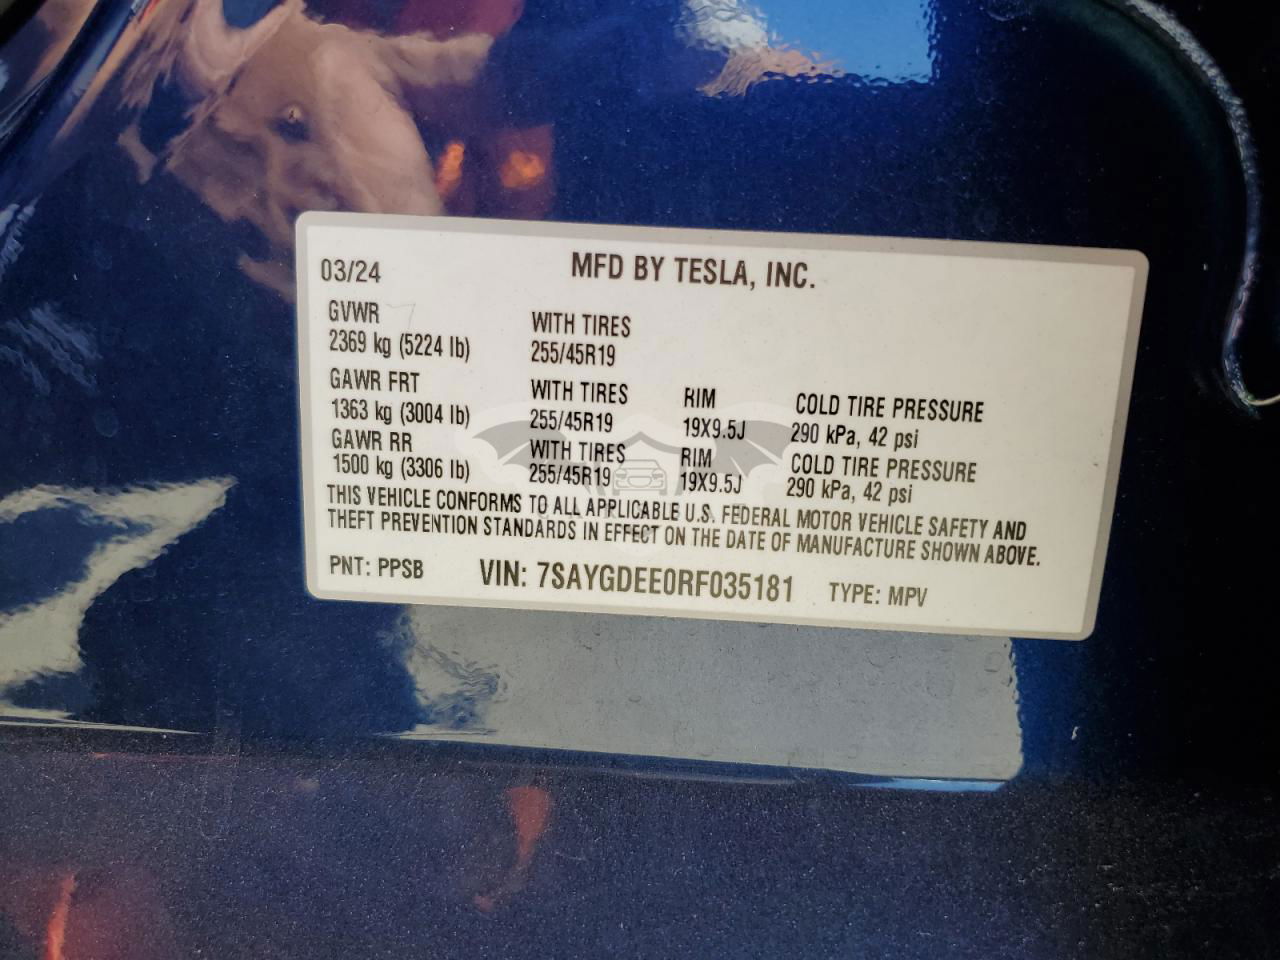 03/24 MFD BY TESLA, INC.
GVWR WITH TIRES
2369 kg (5224 lb) 255/45R19
GAWR FRT WITH TIRES RIM COLD TIRE PRESSURE
1363 kg (3004 lb) 255/45R19 19X9.5J 290 kPa, 42 psi
GAWR RR WITH TIRES RIM COLD TIRE PRESSURE
1500 kg (3306 lb) 255/45R19 19X9.5J 290 kPa, 42 psi
THIS VEHICLE CONFORMS TO ALL APPLICABLE U.S. FEDERAL MOTOR VEHICLE SAFETY AND
THEFT PREVENTION STANDARDS IN EFFECT ON THE DATE OF MANUFACTURE SHOWN ABOVE.
PNT: PPSB VIN: 7SAYGDEE0RF035181 TYPE: MPV